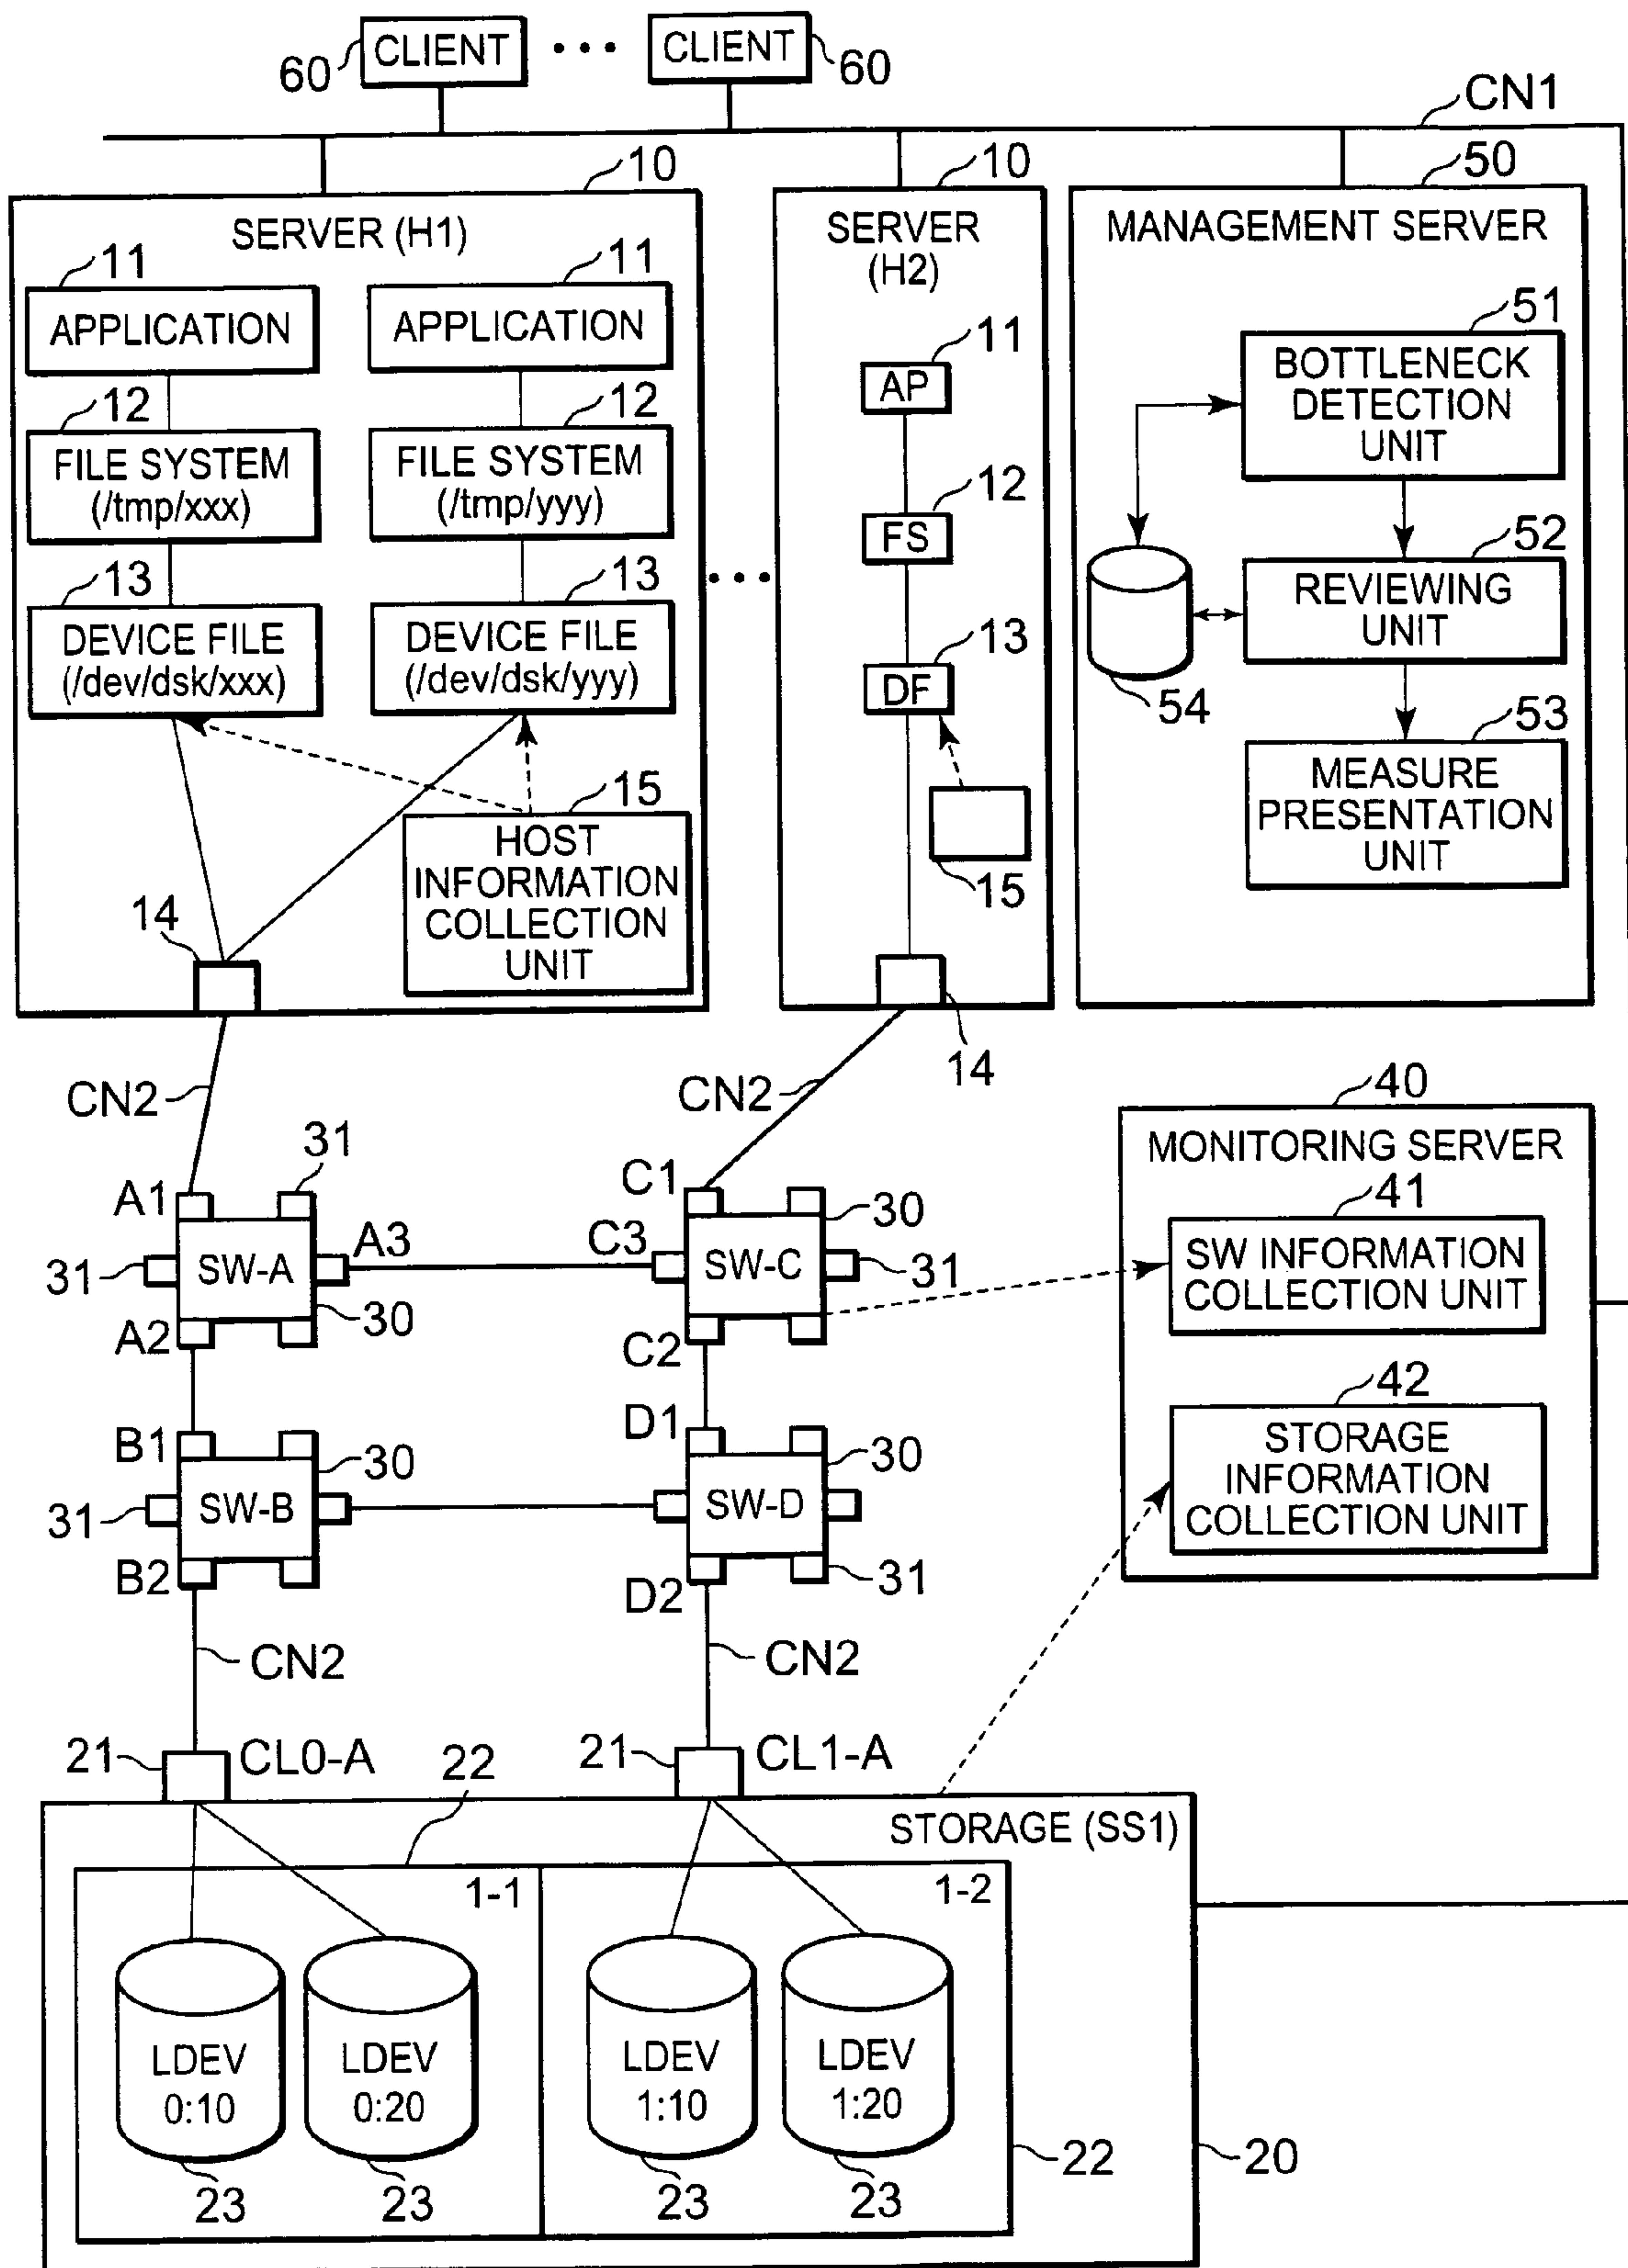 60
CLIENT
• • •
CLIENT
60
CN1
10
SERVER (H1)
11
APPLICATION
11
APPLICATION
12
FILE SYSTEM
(/tmp/xxx)
12
FILE SYSTEM
(/tmp/yyy)
13
DEVICE FILE
(/dev/dsk/xxx)
13
DEVICE FILE
(/dev/dsk/yyy)
15
HOST
INFORMATION
COLLECTION
UNIT
14
• • •
10
SERVER
(H2)
11
AP
12
FS
13
DF
15
14
50
MANAGEMENT SERVER
51
BOTTLENECK
DETECTION
UNIT
52
REVIEWING
UNIT
54
53
MEASURE
PRESENTATION
UNIT
CN2
CN2
31
A1
31
SW-A
A3
30
A2
C1
30
C3
SW-C
31
C2
B1
30
31
SW-B
B2
D1
30
SW-D
31
D2
40
MONITORING SERVER
41
SW INFORMATION
COLLECTION UNIT
42
STORAGE
INFORMATION
COLLECTION UNIT
CN2
CN2
21
CL0-A
22
21
CL1-A
STORAGE (SS1)
1-1
1-2
LDEV
0:10
LDEV
0:20
LDEV
1:10
LDEV
1:20
23
23
23
23
22
20